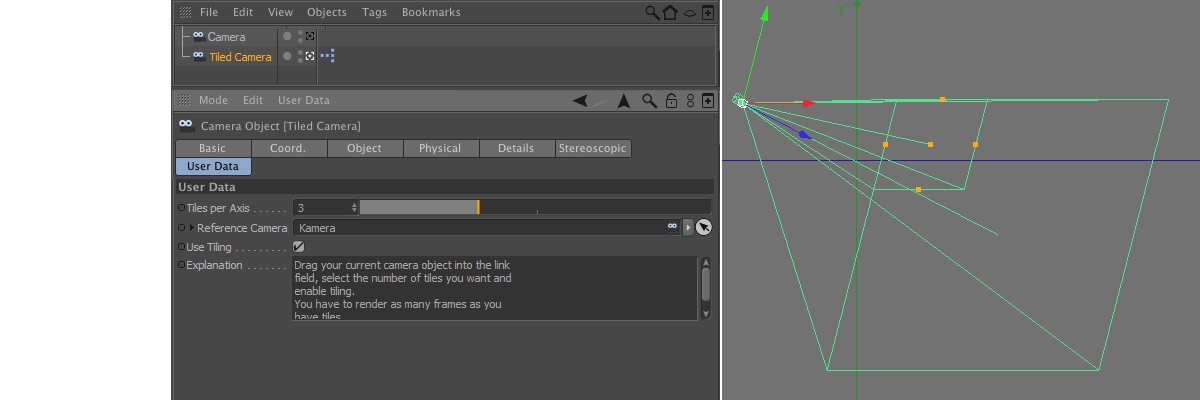 File Edit View Objects Tags Bookmarks
Camera
Tiled Camera
Mode Edit User Data
Camera Object [Tiled Camera]
Basic Coord. Object Physical Details Stereoscopic
User Data
User Data
Tiles per Axis 3
Reference Camera Kamera
Use Tiling
Explanation Drag your current camera object into the link
field, select the number of tiles you want and
enable tiling.
You have to render as many frames as you
have tiles
Y